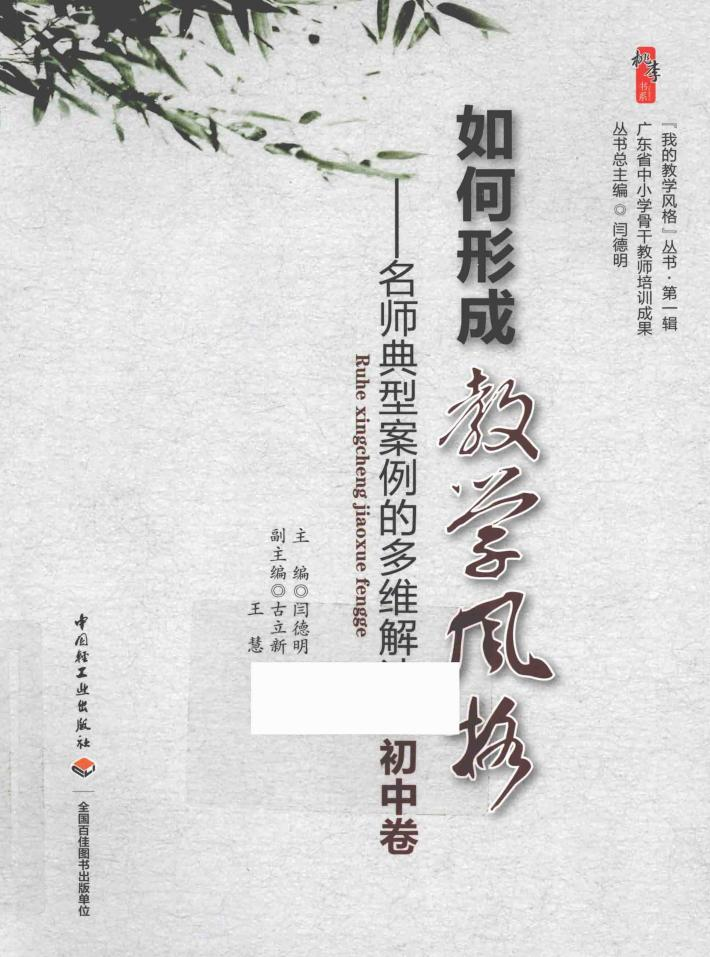 桃李
书系
『我的教学风格』丛书·第一辑
广东省中小学骨干教师培训成果
丛书总主编◎闫德明
如何形成
教学风格
——名师典型案例的多维解
初中卷
Ruhe xingcheng jiaoxue fengge
主 编◎闫德明
副主编◎古立新
王 慧
中国轻工业出版社
全国百佳图书出版单位